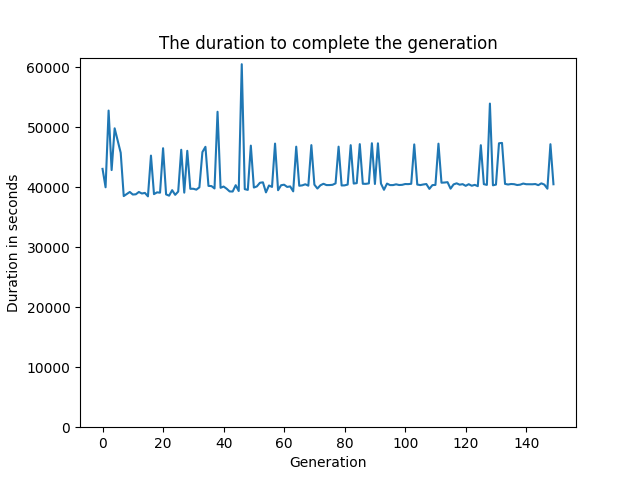 The duration to complete the generation
60000
50000
40000
30000
20000
10000
0
Duration in seconds
0 20 40 60 80 100 120 140
Generation